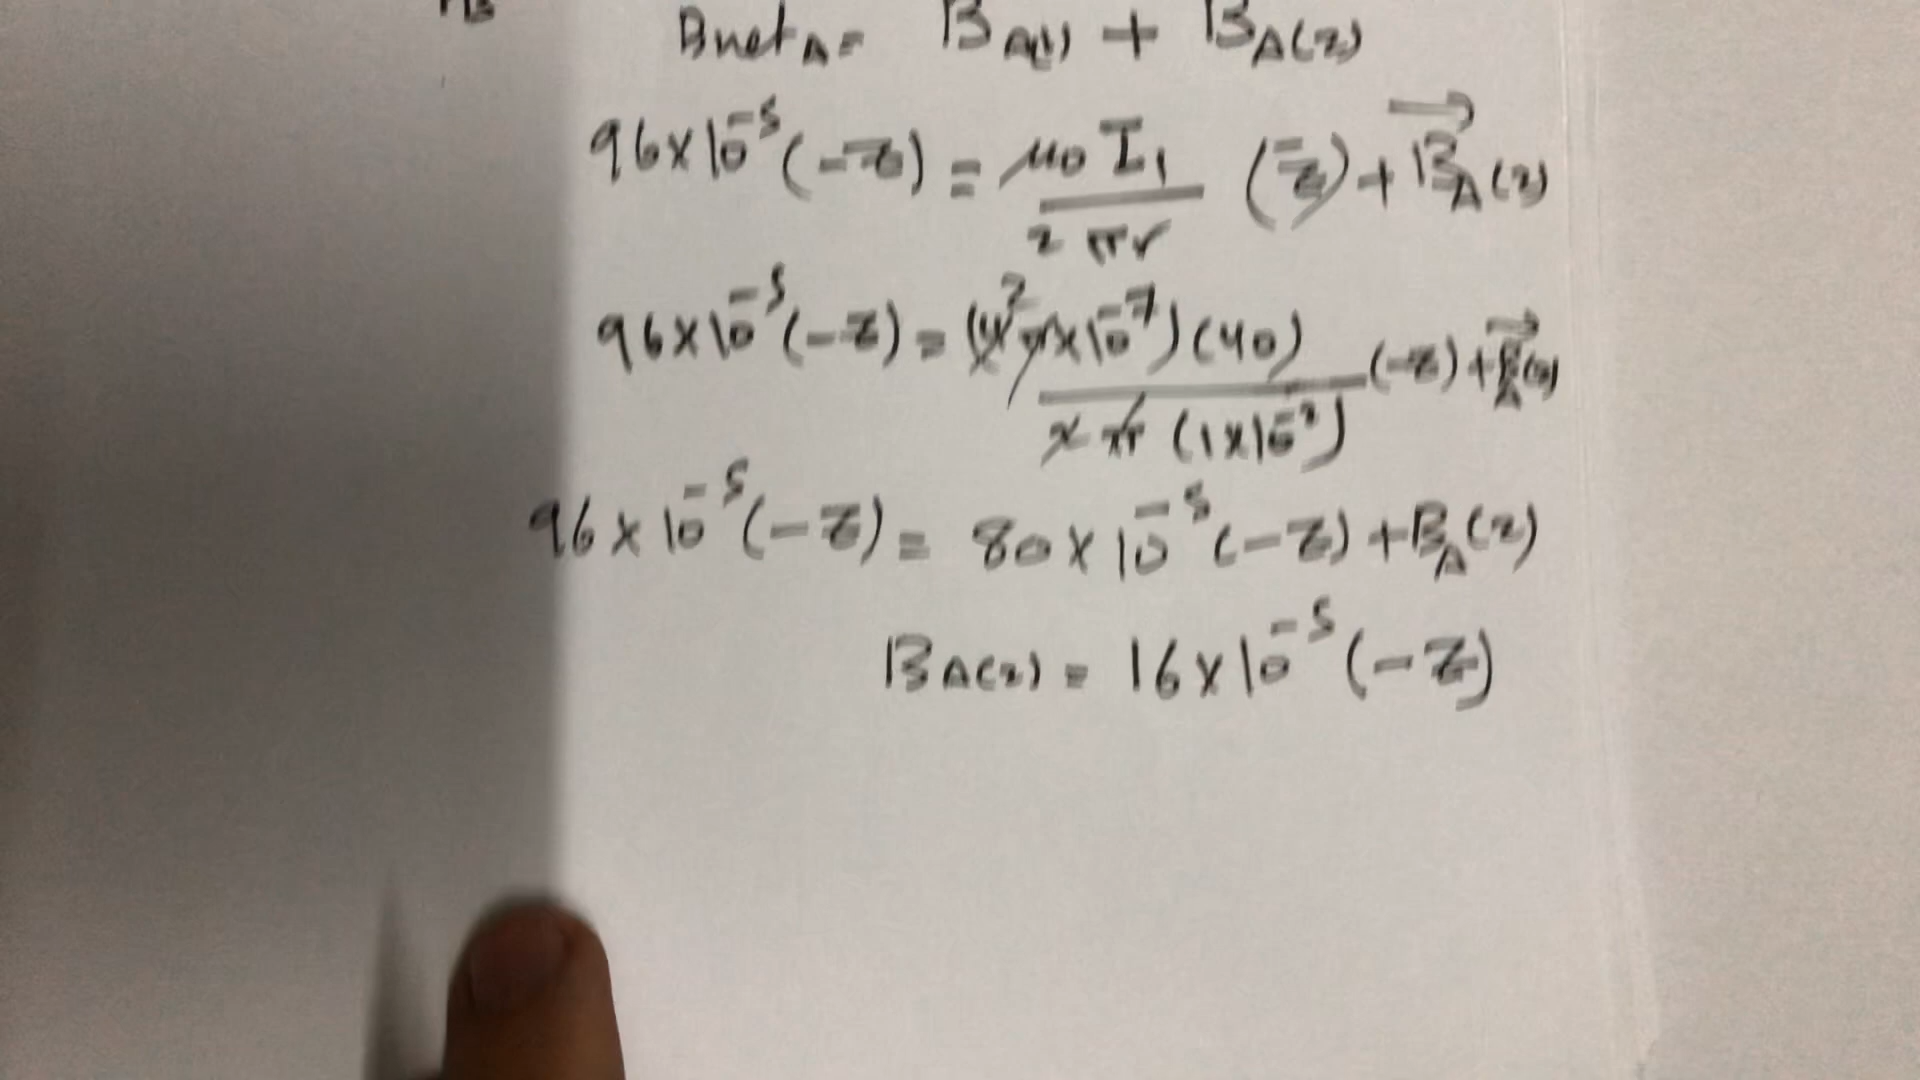 Bnet A = B A(1) + B A(2)
96×10⁻⁵(-z) = μ0 I₁ / 2πr (-z) + B⃗ A(2)
96×10⁻⁵(-z) = (4²π×10⁻⁷)(40) / 2π(1×10⁻²) (-z) + B⃗ A(2)
96×10⁻⁵(-z) = 80×10⁻⁵(-z) + B A(2)
B A(2) = 16×10⁻⁵(-z)